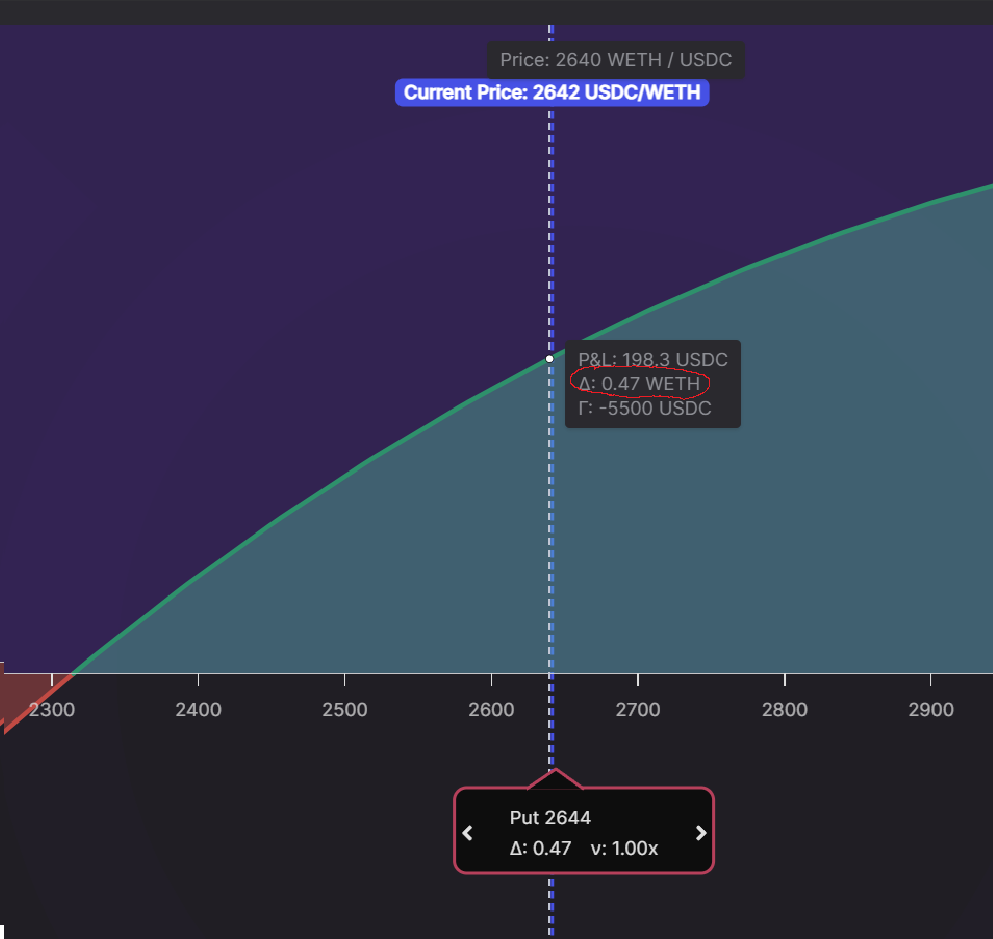 Price: 2640 WETH / USDC
Current Price: 2642 USDC/WETH
P&L: 198.3 USDC
Δ: 0.47 WETH
Γ: -5500 USDC
2300 2400 2500 2600 2700 2800 2900
Put 2644
Δ: 0.47 ν: 1.00x